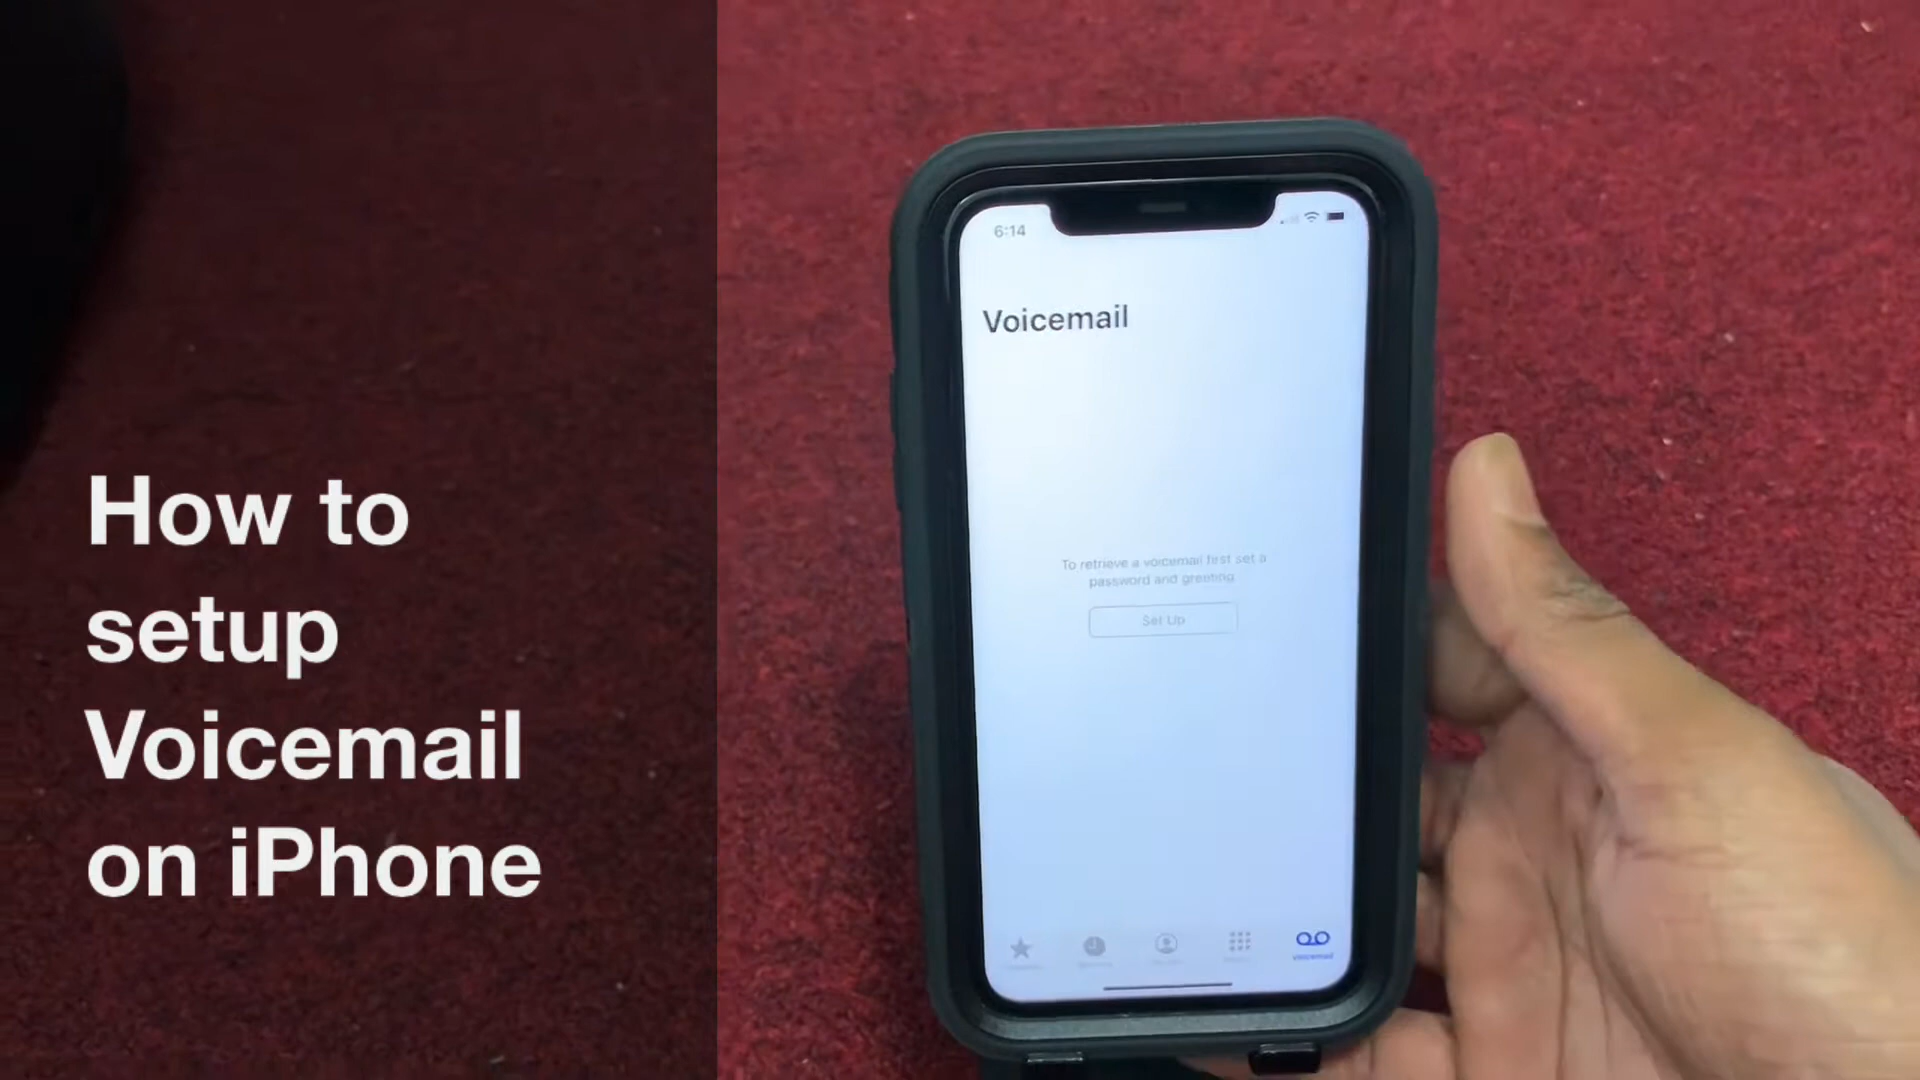 How to
setup
Voicemail
on iPhone
6:14
Voicemail
To retrieve a voicemail first set a
password and greeting.
Set Up
Voicemail